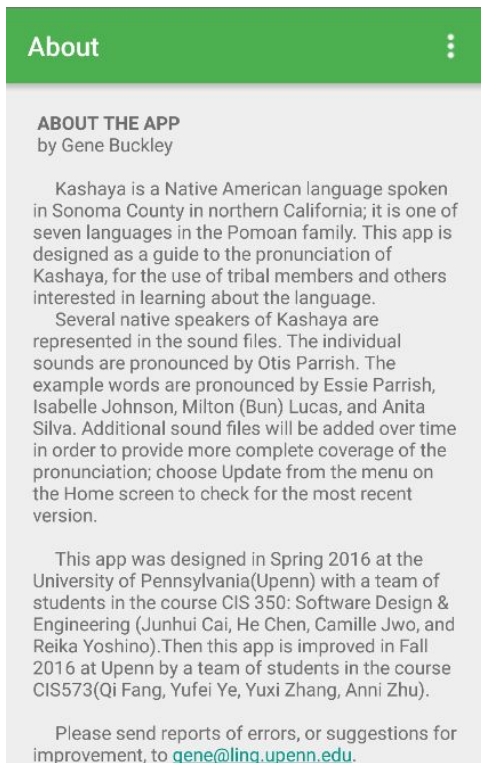 About
ABOUT THE APP
by Gene Buckley
Kashaya is a Native American language spoken
in Sonoma County in northern California; it is one of
seven languages in the Pomoan family. This app is
designed as a guide to the pronunciation of
Kashaya, for the use of tribal members and others
interested in learning about the language.
Several native speakers of Kashaya are
represented in the sound files. The individual
sounds are pronounced by Otis Parrish. The
example words are pronounced by Essie Parrish,
Isabelle Johnson, Milton (Bun) Lucas, and Anita
Silva. Additional sound files will be added over time
in order to provide more complete coverage of the
pronunciation; choose Update from the menu on
the Home screen to check for the most recent
version.
This app was designed in Spring 2016 at the
University of Pennsylvania(Upenn) with a team of
students in the course CIS 350: Software Design &
Engineering (Junhui Cai, He Chen, Camille Jwo, and
Reika Yoshino).Then this app is improved in Fall
2016 at Upenn by a team of students in the course
CIS573(Qi Fang, Yufei Ye, Yuxi Zhang, Anni Zhu).
Please send reports of errors, or suggestions for
improvement, to gene@ling.upenn.edu.